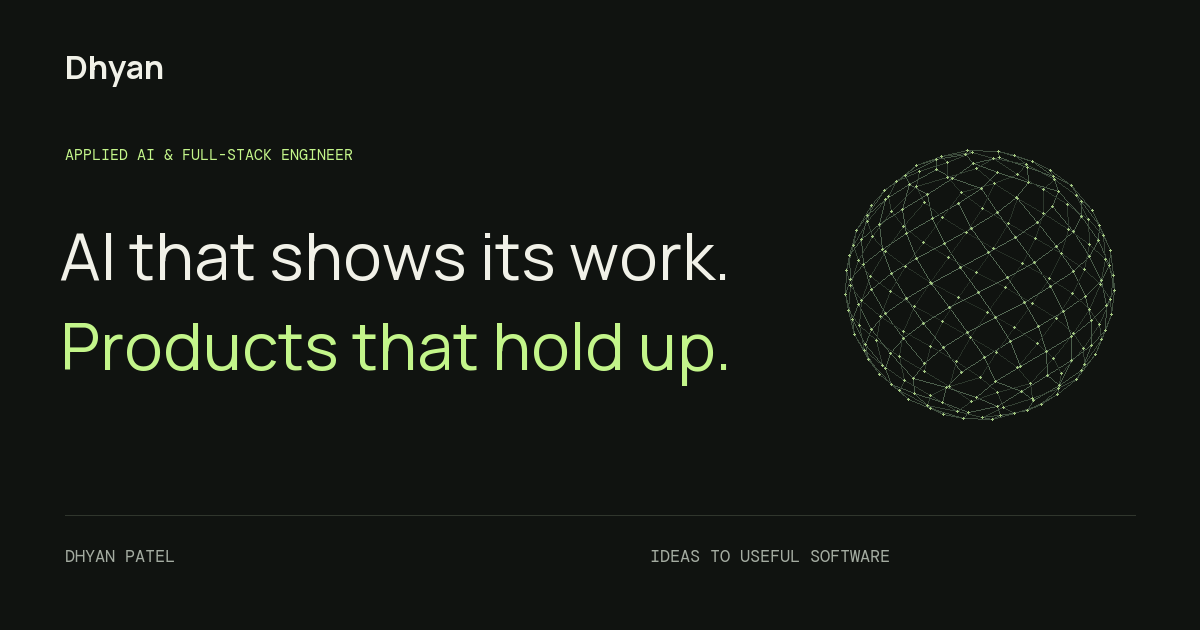 Dhyan
APPLIED AI & FULL-STACK ENGINEER
AI that shows its work.
Products that hold up.
DHYAN PATEL
IDEAS TO USEFUL SOFTWARE